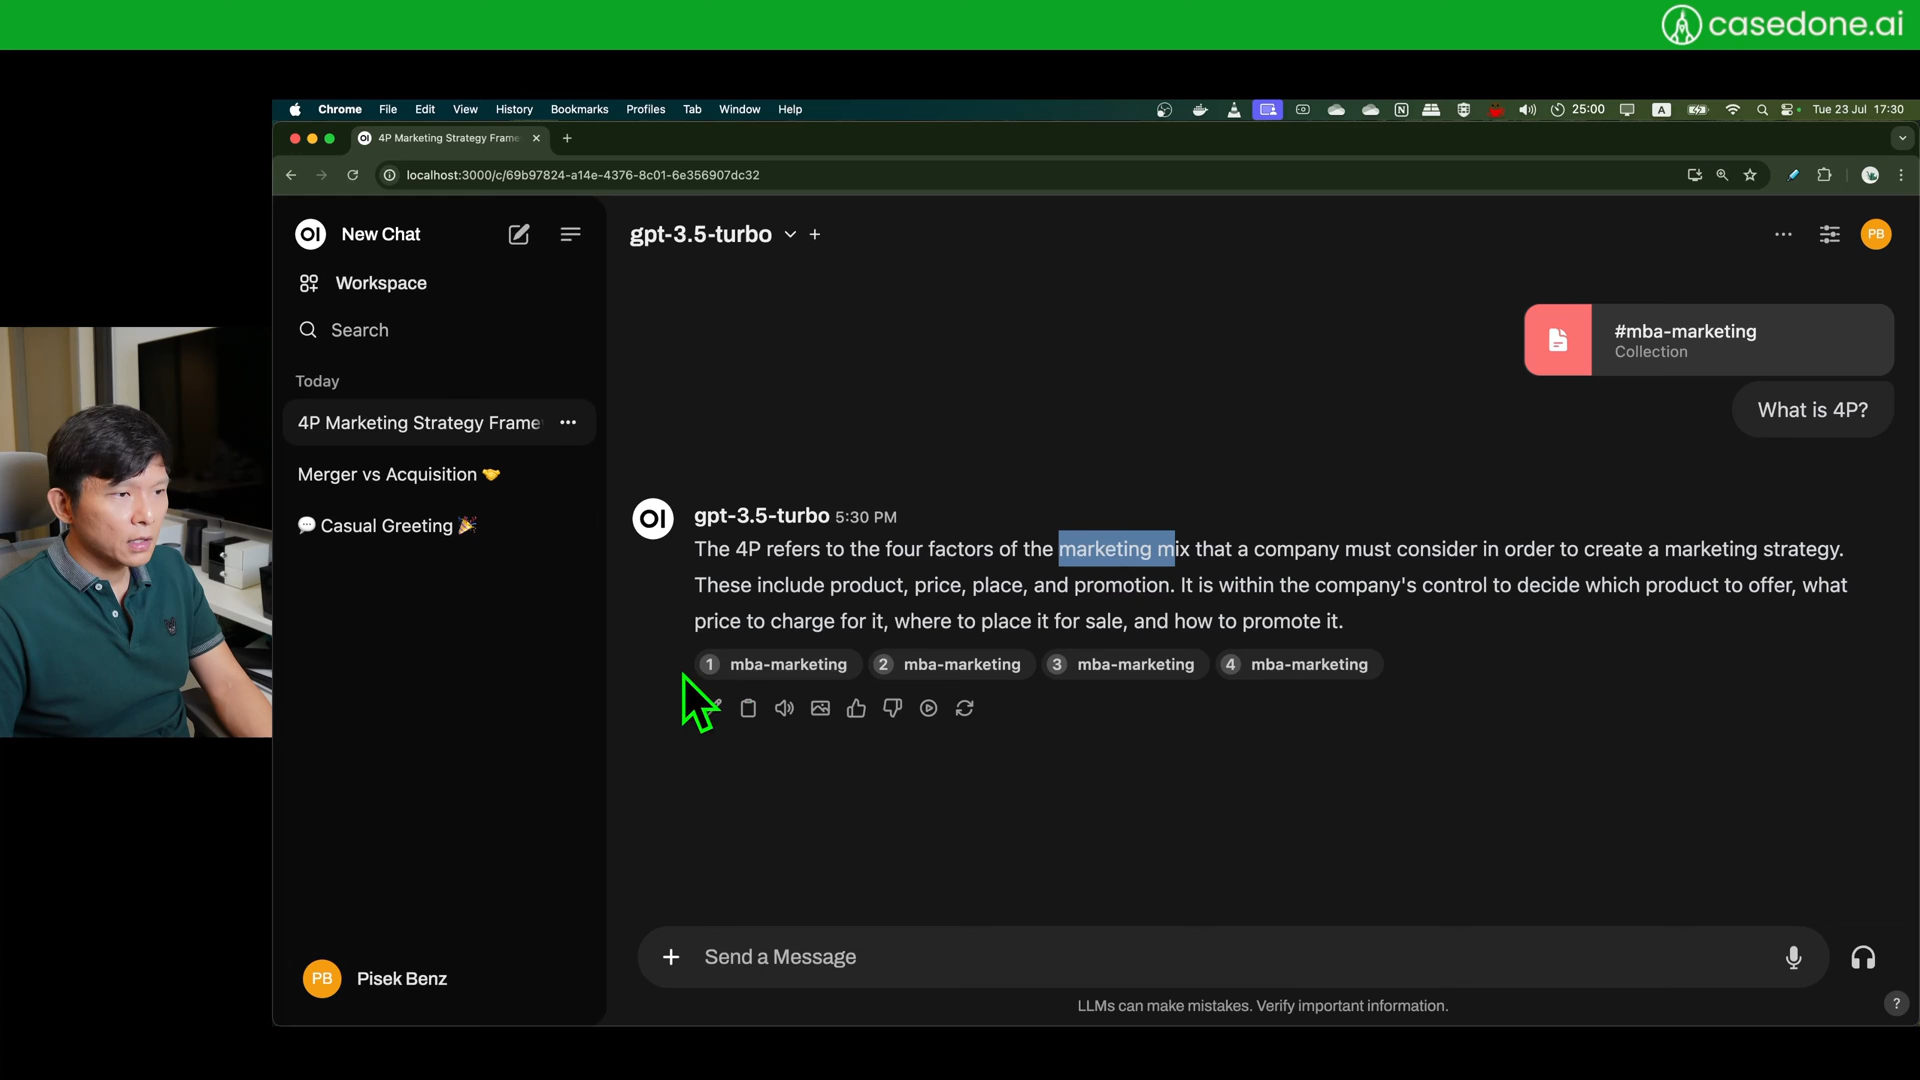 casedone.ai
Chrome File Edit View History Bookmarks Profiles Tab Window Help
25:00 A Tue 23 Jul 17:30
4P Marketing Strategy Frame
localhost:3000/c/69b97824-a14e-4376-8c01-6e356907dc32
OI New Chat
gpt-3.5-turbo
PB
Workspace
Search
#mba-marketing
Collection
Today
4P Marketing Strategy Frame
What is 4P?
Merger vs Acquisition 🤝
💬 Casual Greeting 🎉
OI gpt-3.5-turbo 5:30 PM
The 4P refers to the four factors of the marketing mix that a company must consider in order to create a marketing strategy.
These include product, price, place, and promotion. It is within the company's control to decide which product to offer, what
price to charge for it, where to place it for sale, and how to promote it.
1 mba-marketing 2 mba-marketing 3 mba-marketing 4 mba-marketing
Send a Message
PB Pisek Benz
LLMs can make mistakes. Verify important information.
?